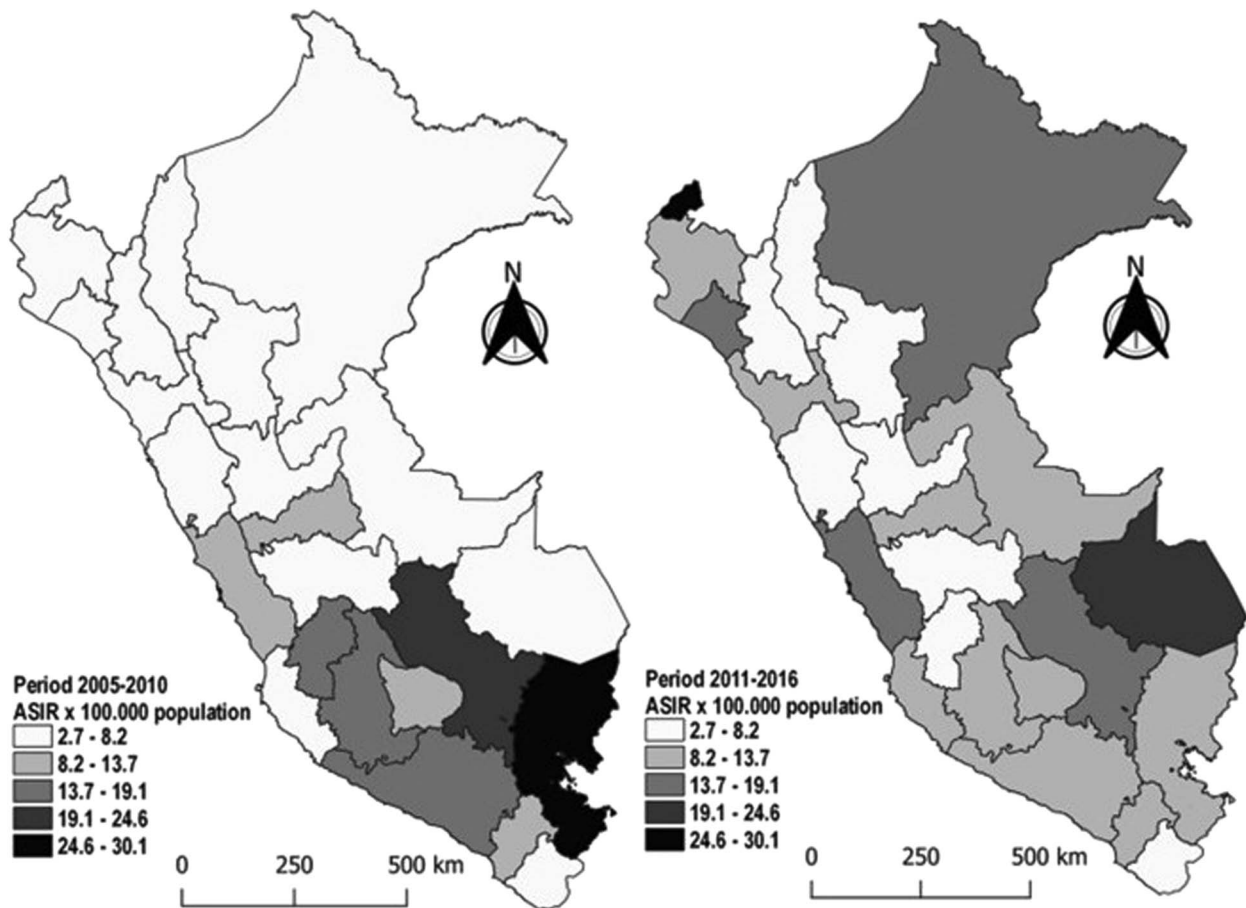 N
Period 2005-2010
ASIR x 100.000 population
2.7 - 8.2
8.2 - 13.7
13.7 - 19.1
19.1 - 24.6
24.6 - 30.1
0 250 500 km
N
Period 2011-2016
ASIR x 100.000 population
2.7 - 8.2
8.2 - 13.7
13.7 - 19.1
19.1 - 24.6
24.6 - 30.1
0 250 500 km